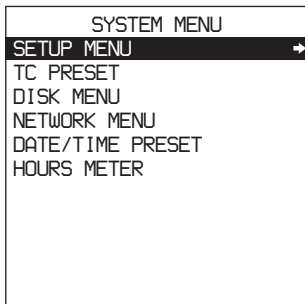 SYSTEM MENU
SETUP MENU
TC PRESET
DISK MENU
NETWORK MENU
DATE/TIME PRESET
HOURS METER